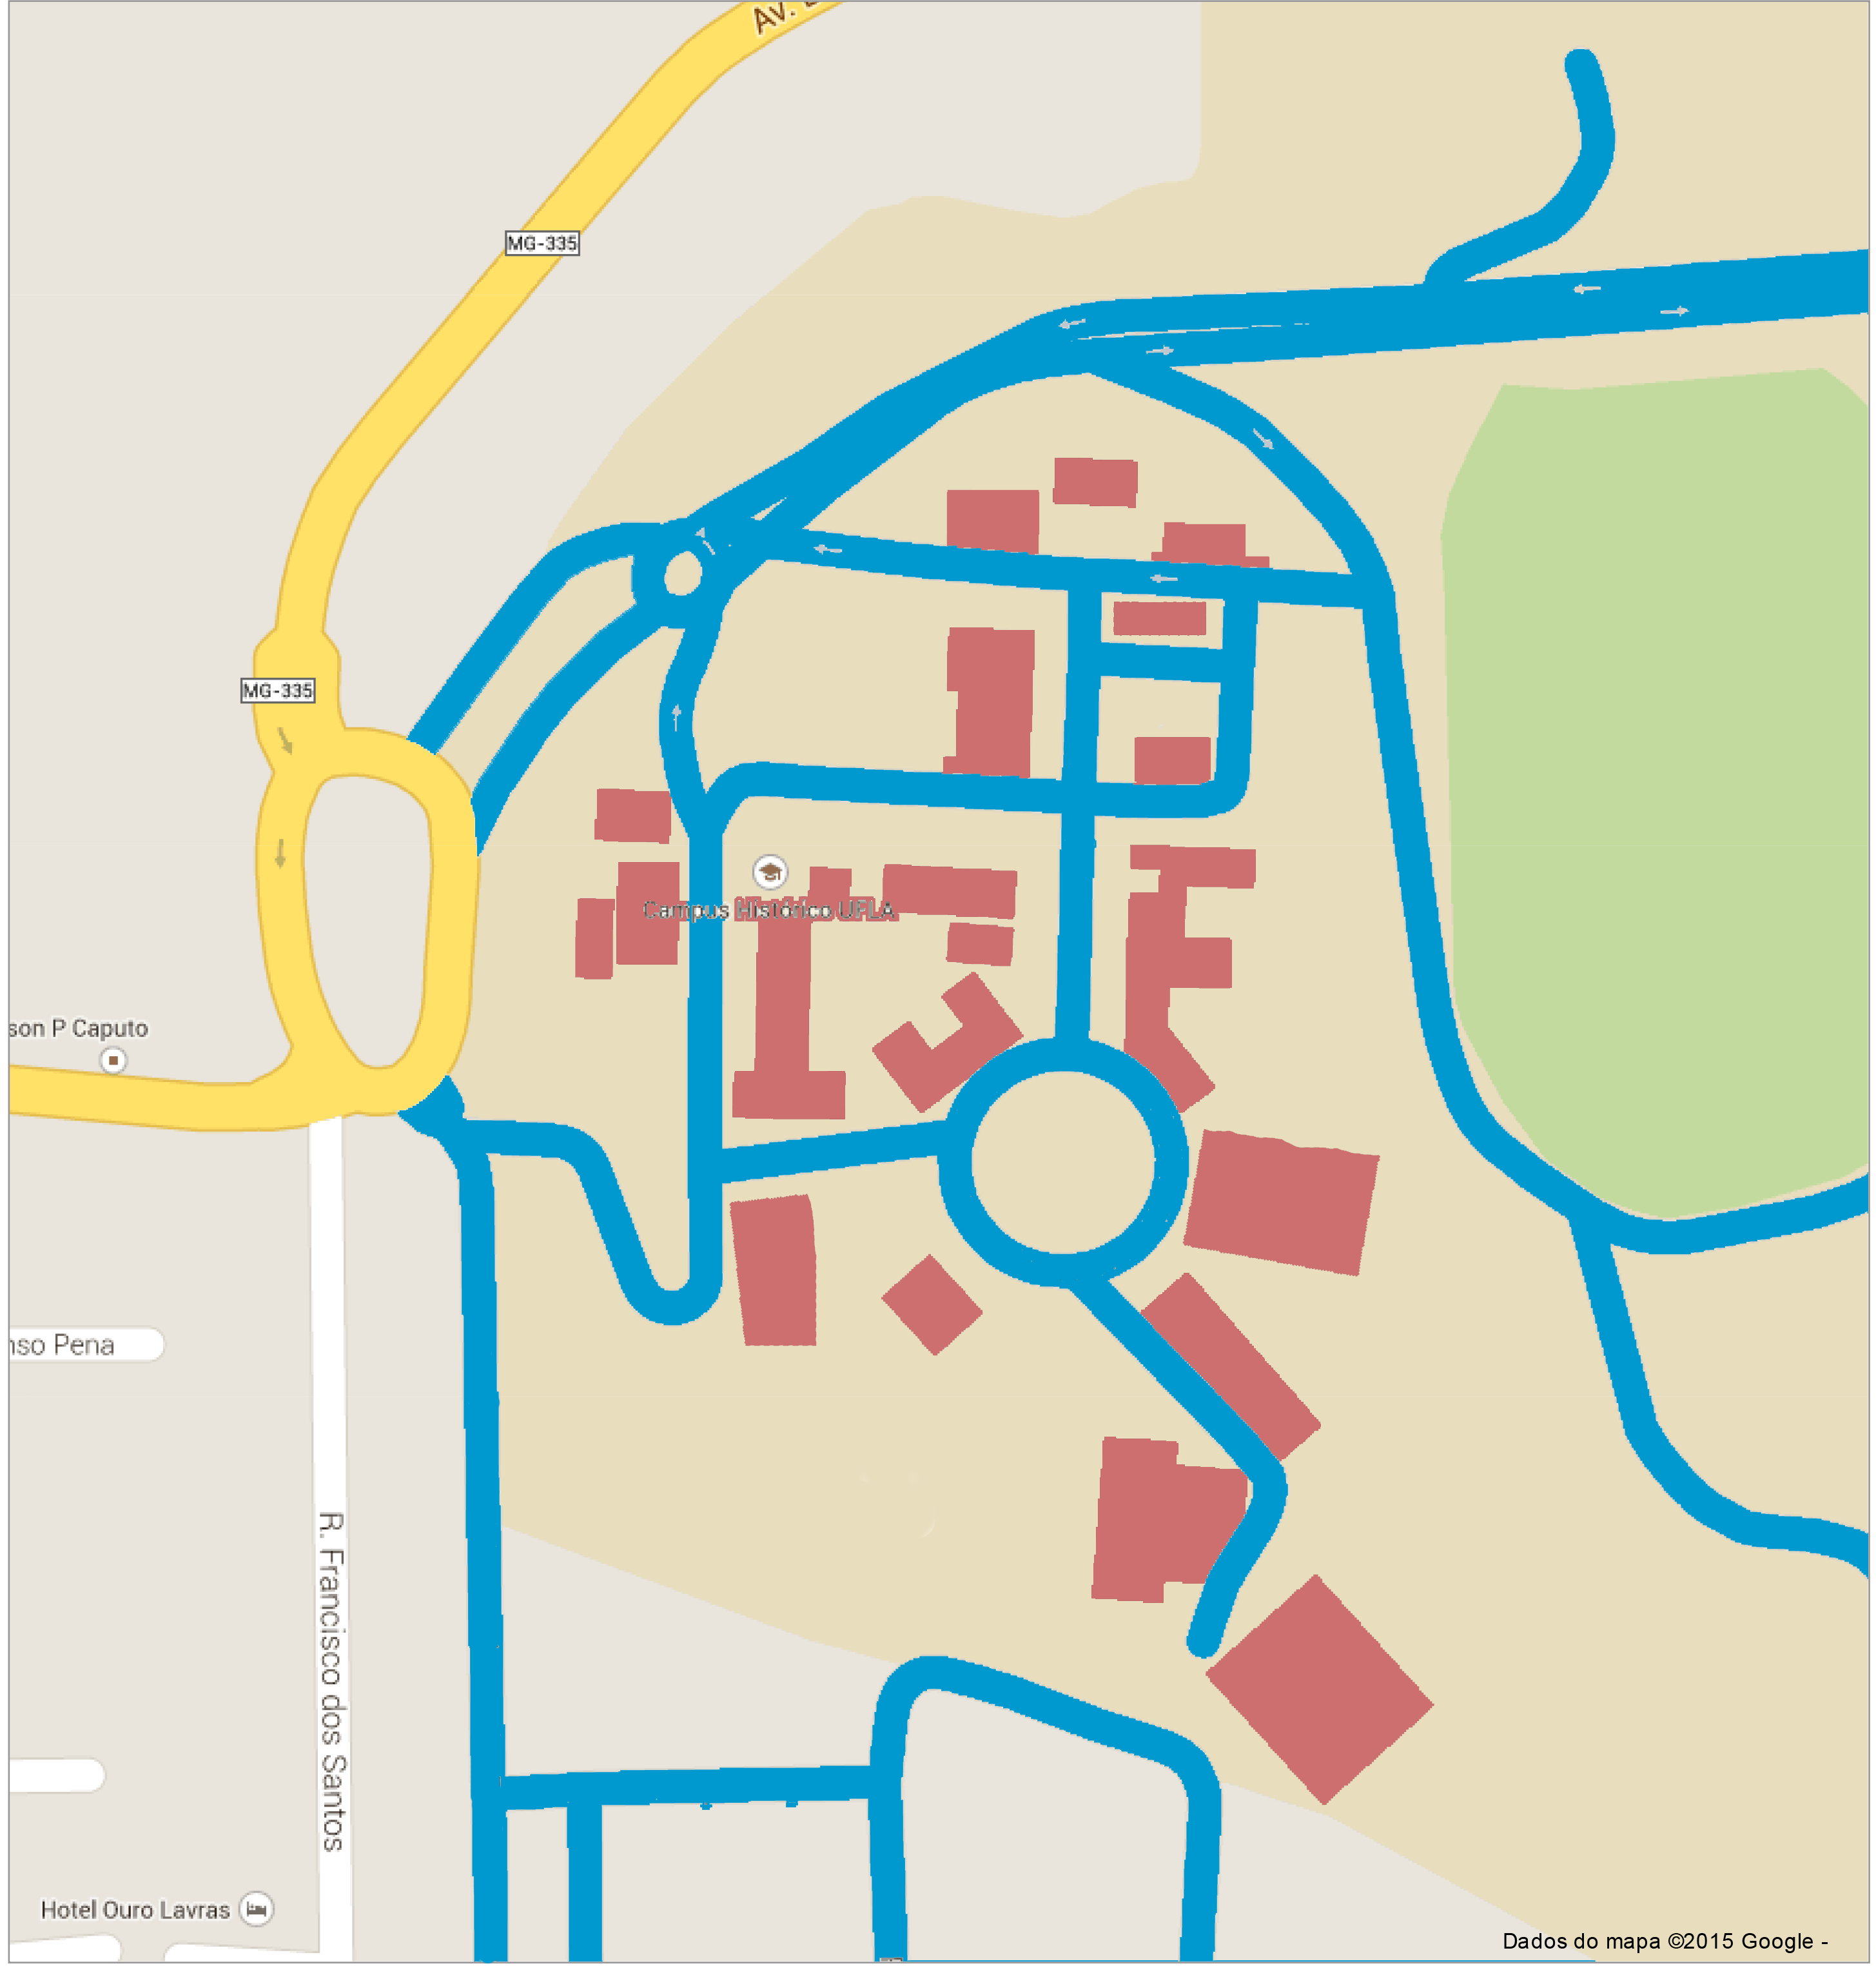 AV.
MG-335
MG-335
Campus Histórico UFLA
son P Caputo
nso Pena
R. Francisco dos Santos
Hotel Ouro Lavras
Dados do mapa ©2015 Google -